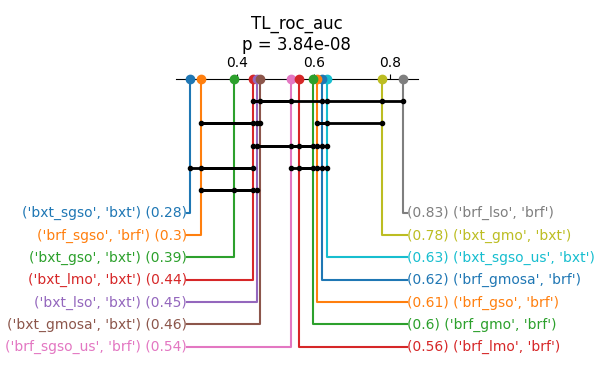 TL_roc_auc
p = 3.84e-08
0.4 0.6 0.8
('bxt_sgso', 'bxt') (0.28) (0.83) ('brf_lso', 'brf')
('brf_sgso', 'brf') (0.3) (0.78) ('bxt_gmo', 'bxt')
('bxt_gso', 'bxt') (0.39) (0.63) ('bxt_sgso_us', 'bxt')
('bxt_lmo', 'bxt') (0.44) (0.62) ('brf_gmosa', 'brf')
('bxt_lso', 'bxt') (0.45) (0.61) ('brf_gso', 'brf')
('bxt_gmosa', 'bxt') (0.46) (0.6) ('brf_gmo', 'brf')
('brf_sgso_us', 'brf') (0.54) (0.56) ('brf_lmo', 'brf')